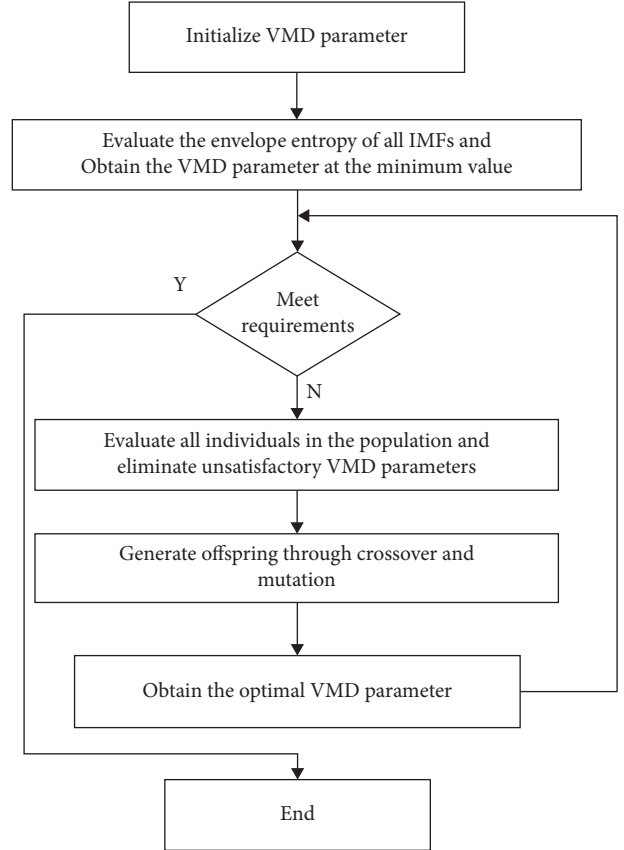 Initialize VMD parameter
Evaluate the envelope entropy of all IMFs and
Obtain the VMD parameter at the minimum value
Y
Meet
requirements
N
Evaluate all individuals in the population and
eliminate unsatisfactory VMD parameters
Generate offspring through crossover and
mutation
Obtain the optimal VMD parameter
End